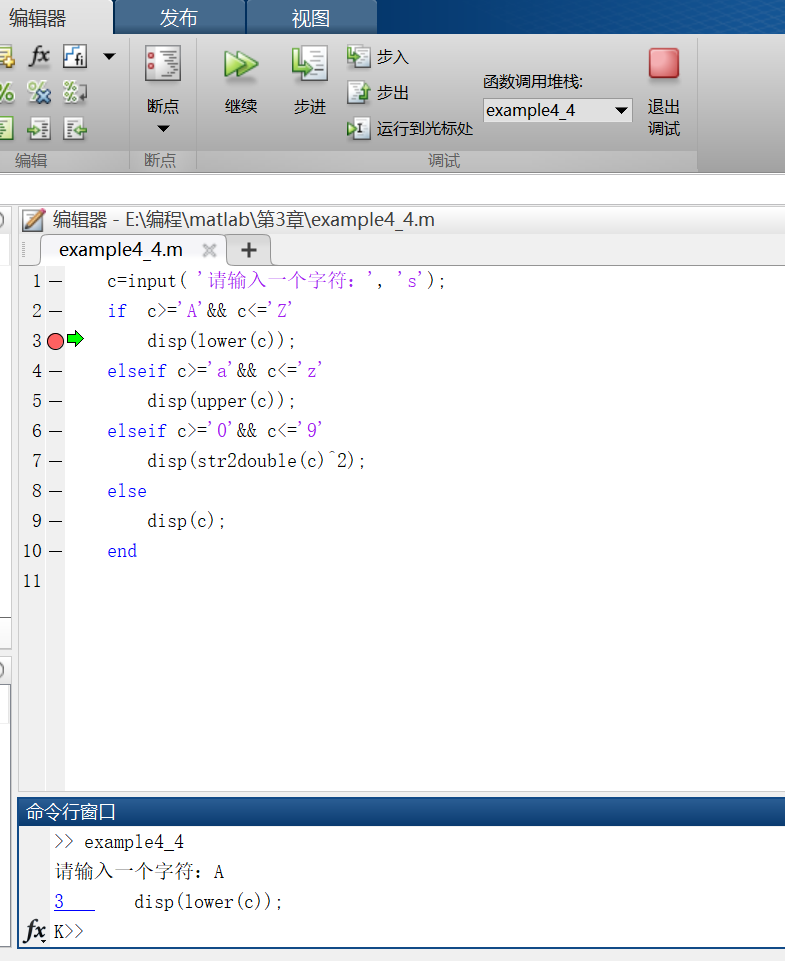 编辑器 发布 视图
fx fi
步入
断点 继续 步进 步出
运行到光标处
函数调用堆栈:
example4_4
退出
调试
编辑 断点 调试
编辑器 - E:\编程\matlab\第3章\example4_4.m
example4_4.m +
1 — c=input( '请输入一个字符：', 's');
2 — if  c>='A'&& c<='Z'
3     disp(lower(c));
4 — elseif c>='a'&& c<='z'
5 —     disp(upper(c));
6 — elseif c>='0'&& c<='9'
7 —     disp(str2double(c)^2);
8 — else
9 —     disp(c);
10 — end
11
命令行窗口
>> example4_4
请输入一个字符：A
3    disp(lower(c));
fx K>>